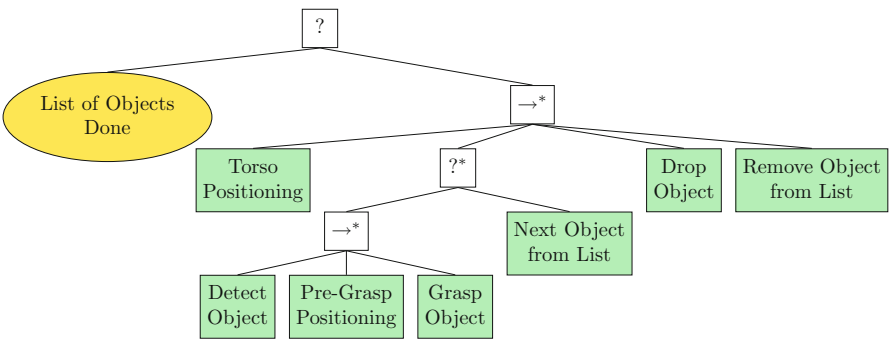 ?
List of Objects
Done
→*
Torso
Positioning
?*
Drop
Object
Remove Object
from List
→*
Next Object
from List
Detect
Object
Pre-Grasp
Positioning
Grasp
Object